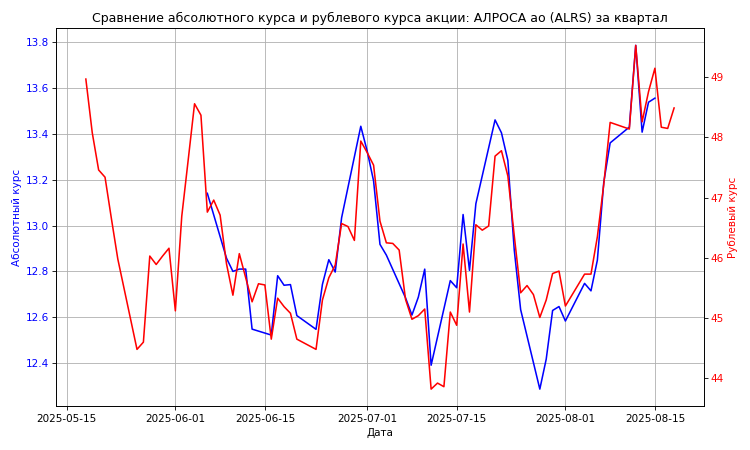 Сравнение абсолютного курса и рублевого курса акции: АЛРОСА ао (ALRS) за квартал
13.8
13.6
13.4
13.2
13.0
12.8
12.6
12.4
Абсолютный курс
49
48
47
46
45
44
Рублевый курс
2025-05-15 2025-06-01 2025-06-15 2025-07-01 2025-07-15 2025-08-01 2025-08-15
Дата